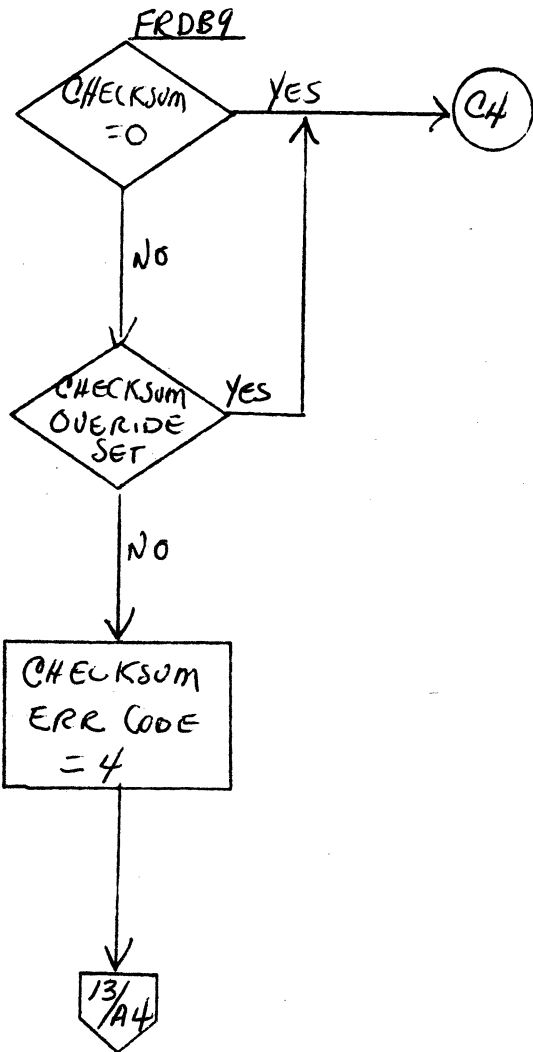 FRDB9
CHECKSUM
=0
YES
C4
NO
CHECKSUM
OVERIDE
SET
YES
NO
CHECKSUM
ERR CODE
= 4
13/A4